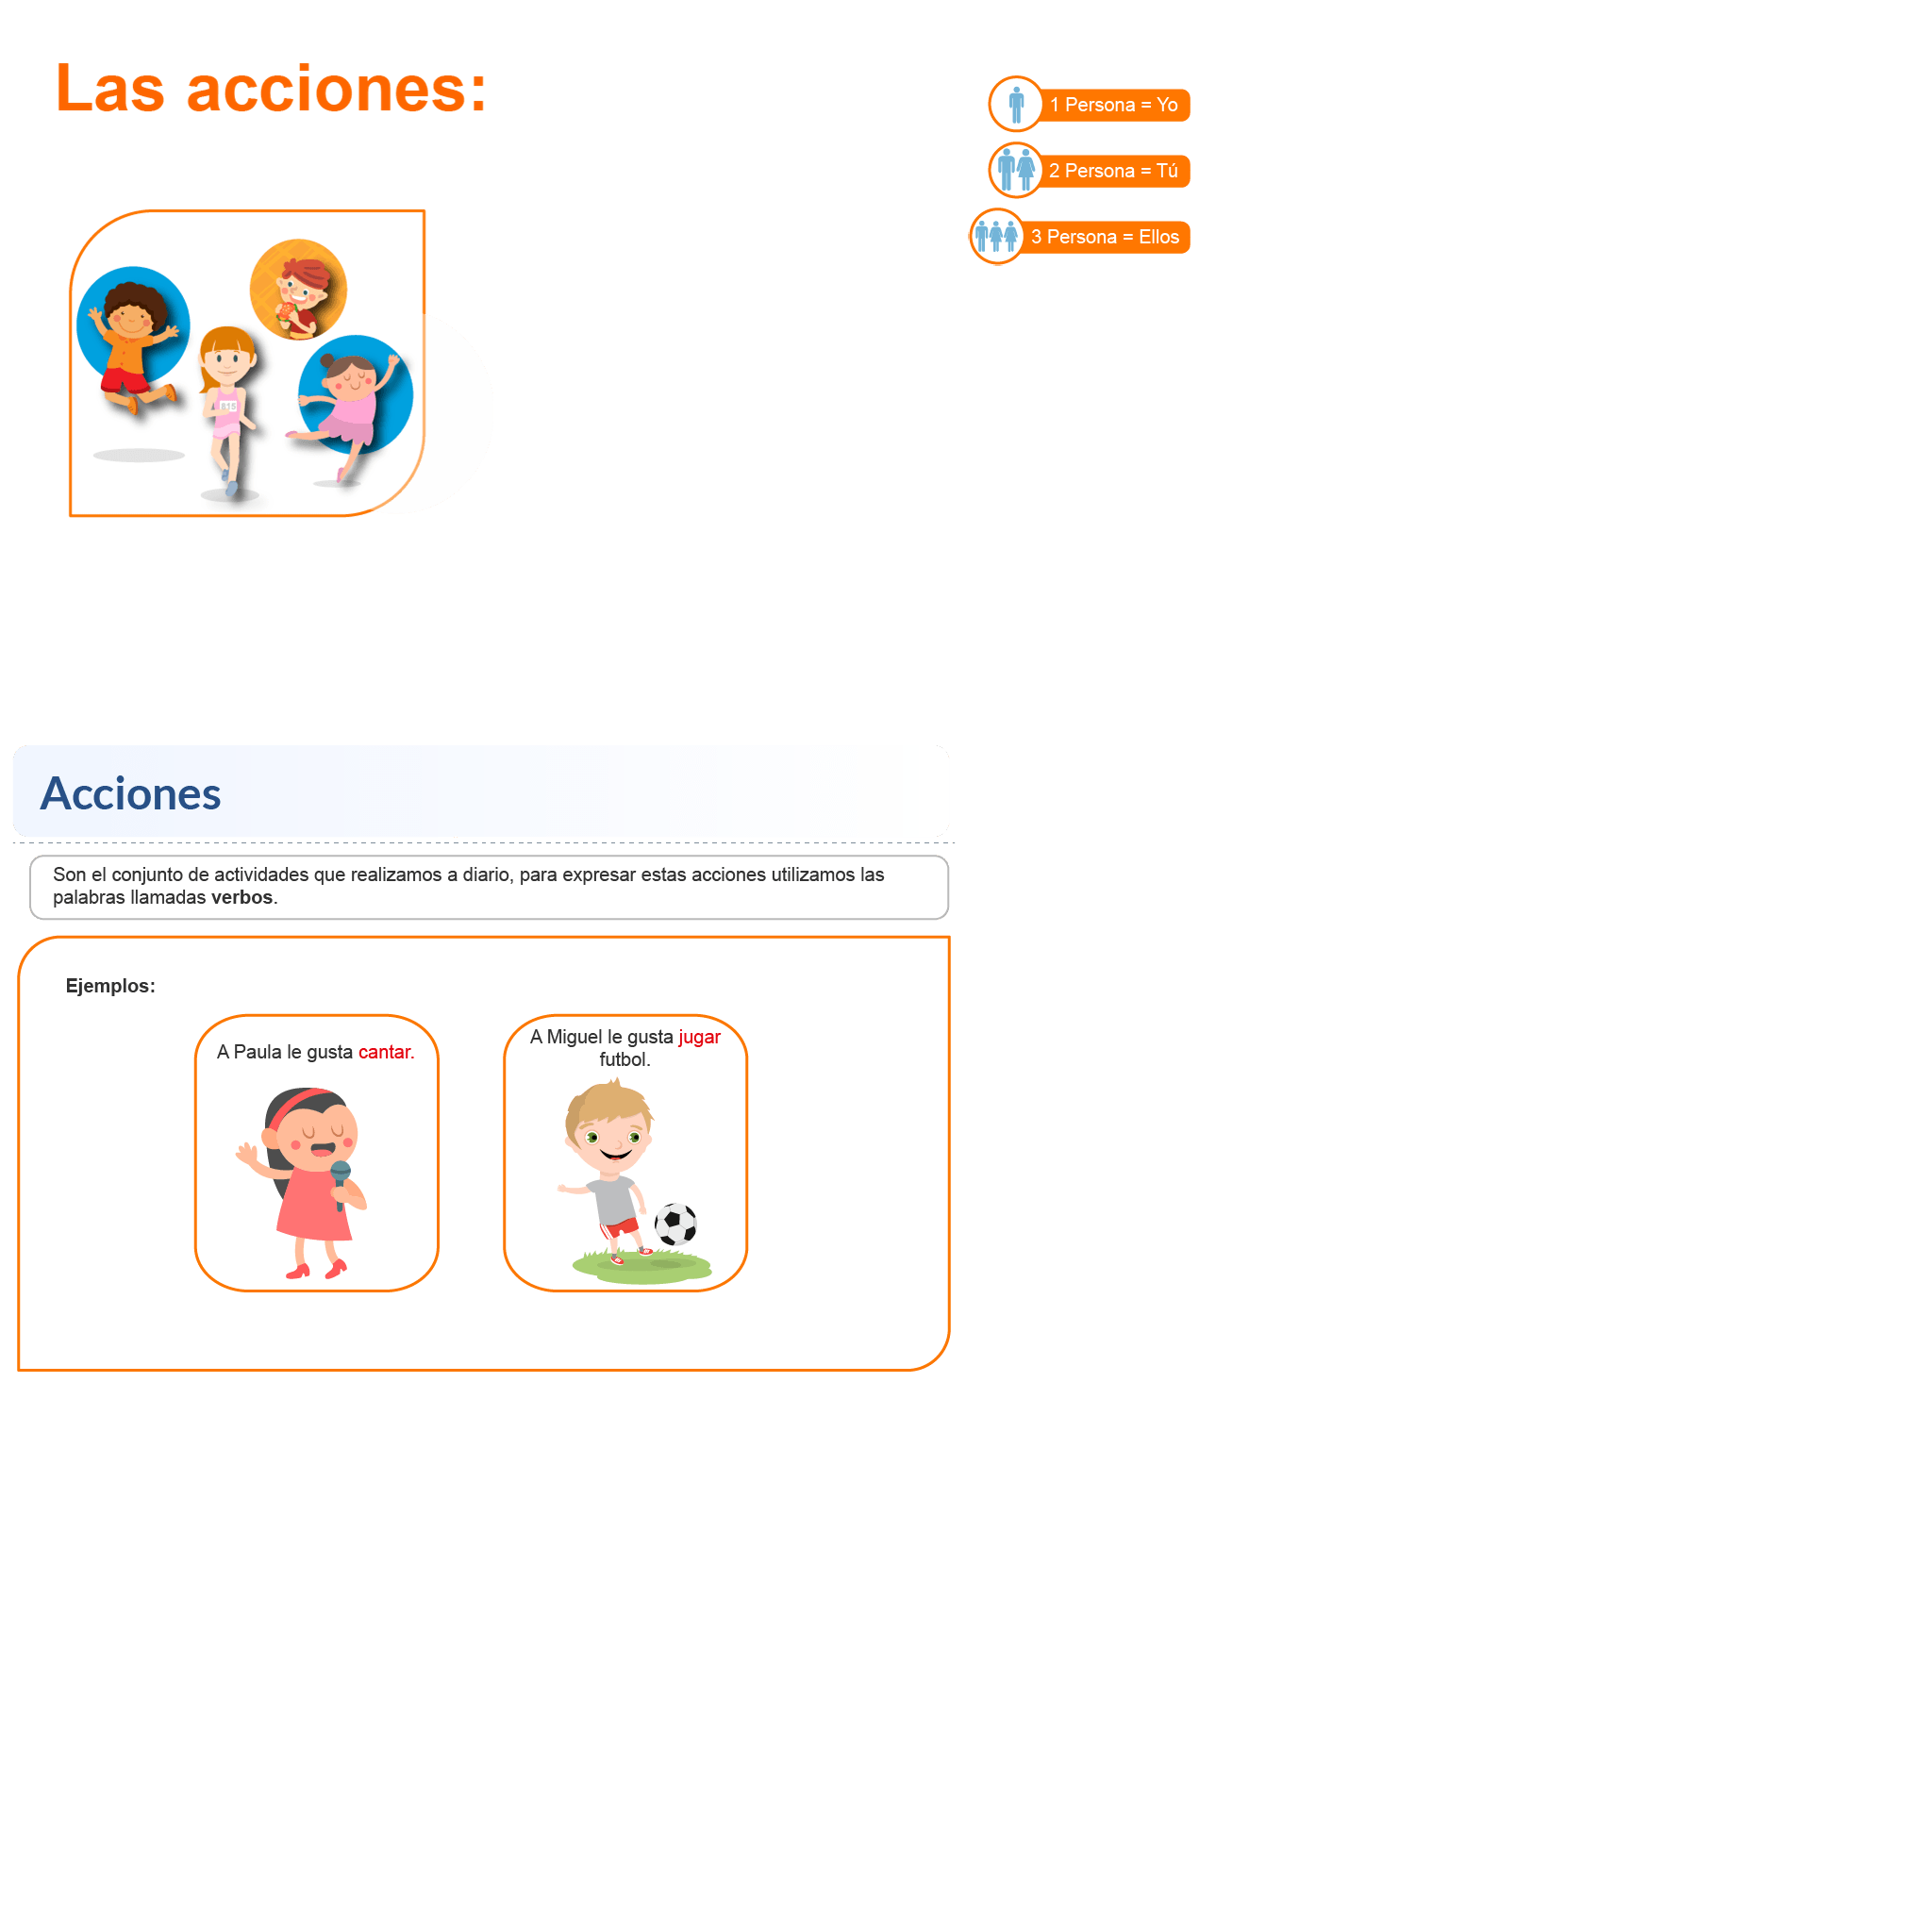 Las acciones:
1 Persona = Yo
2 Persona = Tú
3 Persona = Ellos
815
Acciones
Son el conjunto de actividades que realizamos a diario, para expresar estas acciones utilizamos las
palabras llamadas verbos.
Ejemplos:
A Paula le gusta cantar.
A Miguel le gusta jugar
futbol.